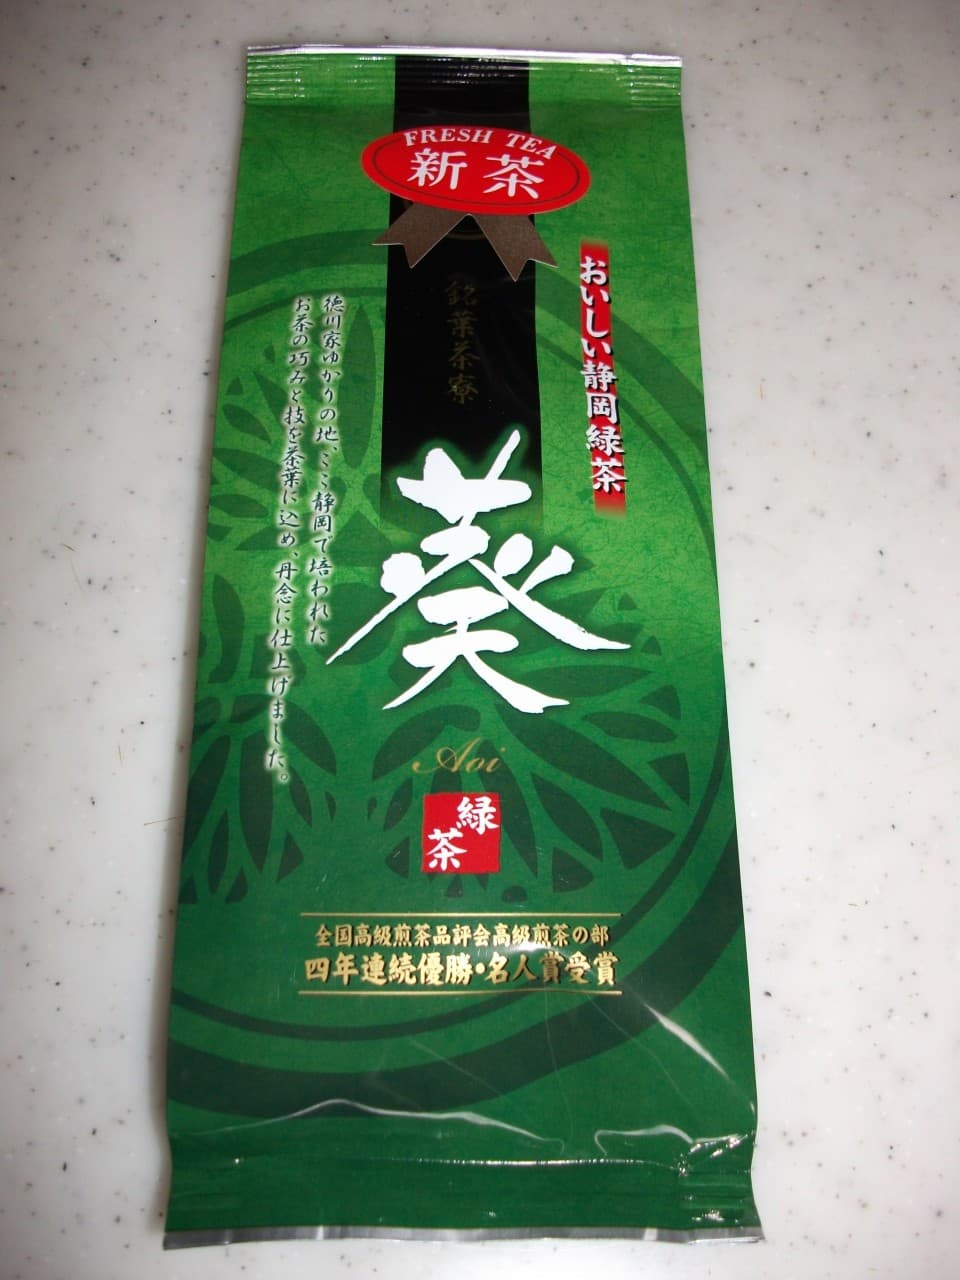 FRESH TEA
新茶
おいしい静岡緑茶
銘葉茶寮
葵
Aoi
緑茶
徳川家ゆかりの地、ここ静岡で培われた
お茶の巧みと技を茶葉に込め、丹念に仕上げました。
全国高級煎茶品評会高級煎茶の部
四年連続優勝・名人賞受賞